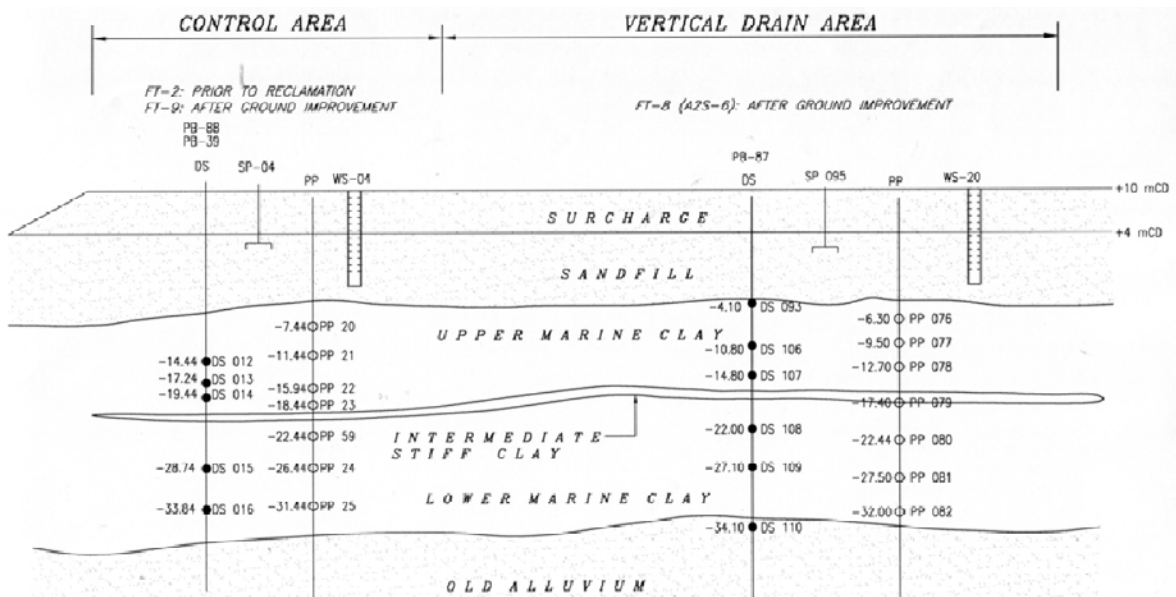 CONTROL AREA
VERTICAL DRAIN AREA
FT-2: PRIOR TO RECLAMATION
FT-9: AFTER GROUND IMPROVEMENT
FT-8 (A2S-6): AFTER GROUND IMPROVEMENT
PB-88
PB-39
DS
SP-04
PP
WS-04
PB-87
DS
SP 095
PP
WS-20
+10 mCD
SURCHARGE
+4 mCD
SANDFILL
-4.10 DS 093
-7.44 PP 20
UPPER MARINE CLAY
-6.30 PP 076
-10.80 DS 106
-9.50 PP 077
-14.44 DS 012
-11.44 PP 21
-14.80 DS 107
-12.70 PP 078
-17.24 DS 013
-19.44 DS 014
-15.94 PP 22
-18.44 PP 23
-17.40 PP 079
-22.44 PP 59
INTERMEDIATE
STIFF CLAY
-22.00 DS 108
-22.44 PP 080
-28.74 DS 015
-26.44 PP 24
-27.10 DS 109
-27.50 PP 081
-33.84 DS 016
-31.44 PP 25
LOWER MARINE CLAY
-32.00 PP 082
-34.10 DS 110
OLD ALLUVIUM